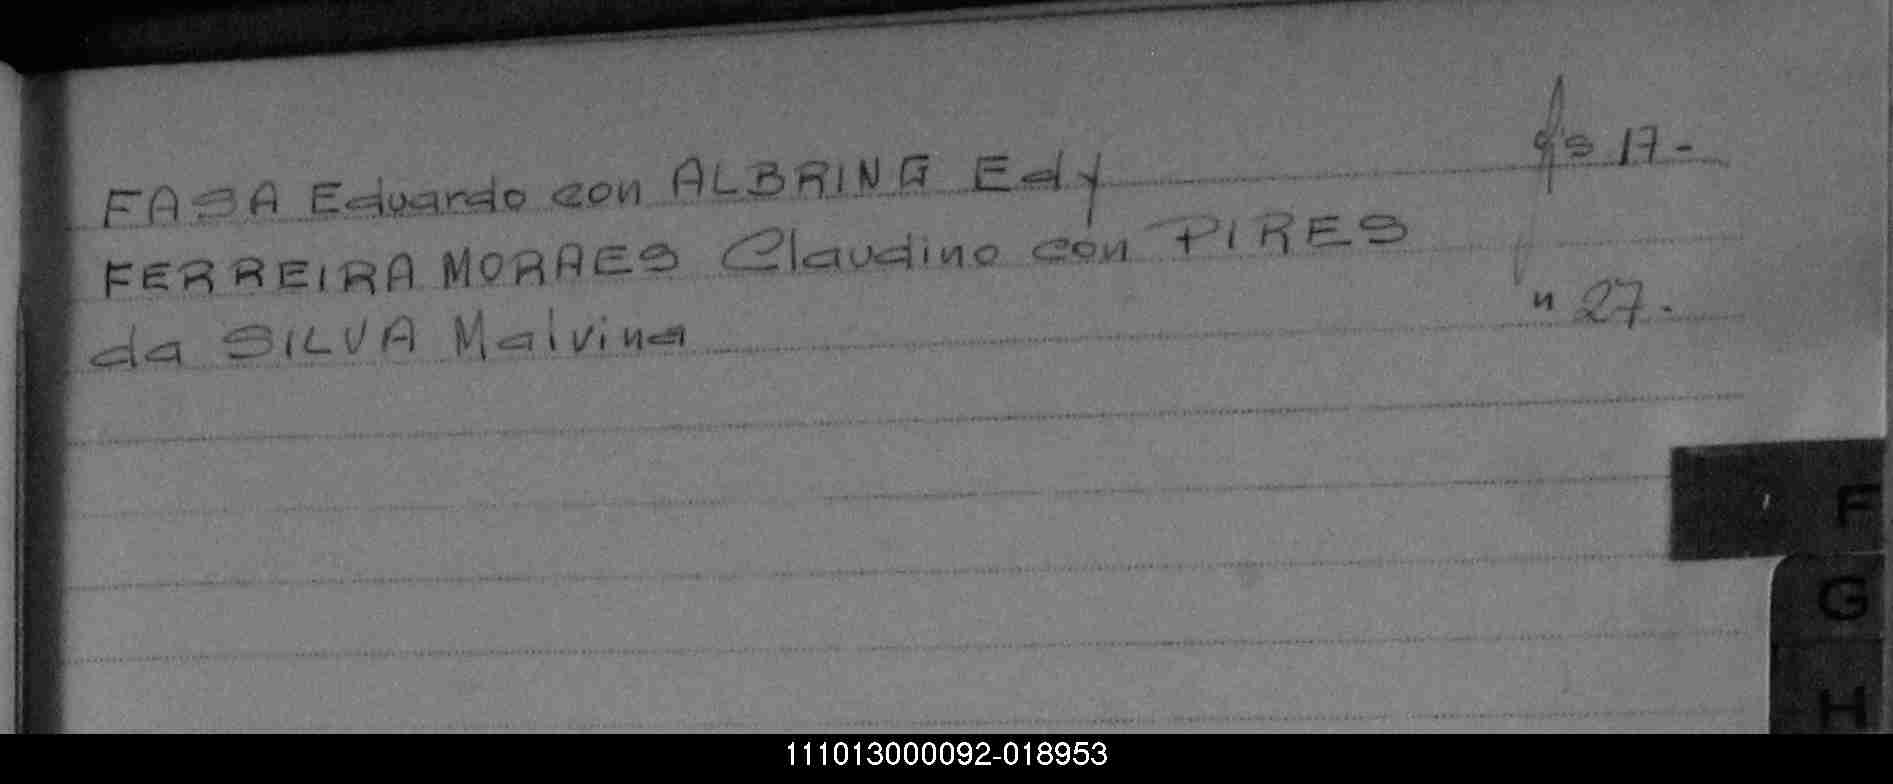 FASA Eduardo con ALBRING Edy fs 17-
FERREIRA MORAES Claudino con PIRES
da SILVA Malvina " 27.
F
G
H
111013000092-018953